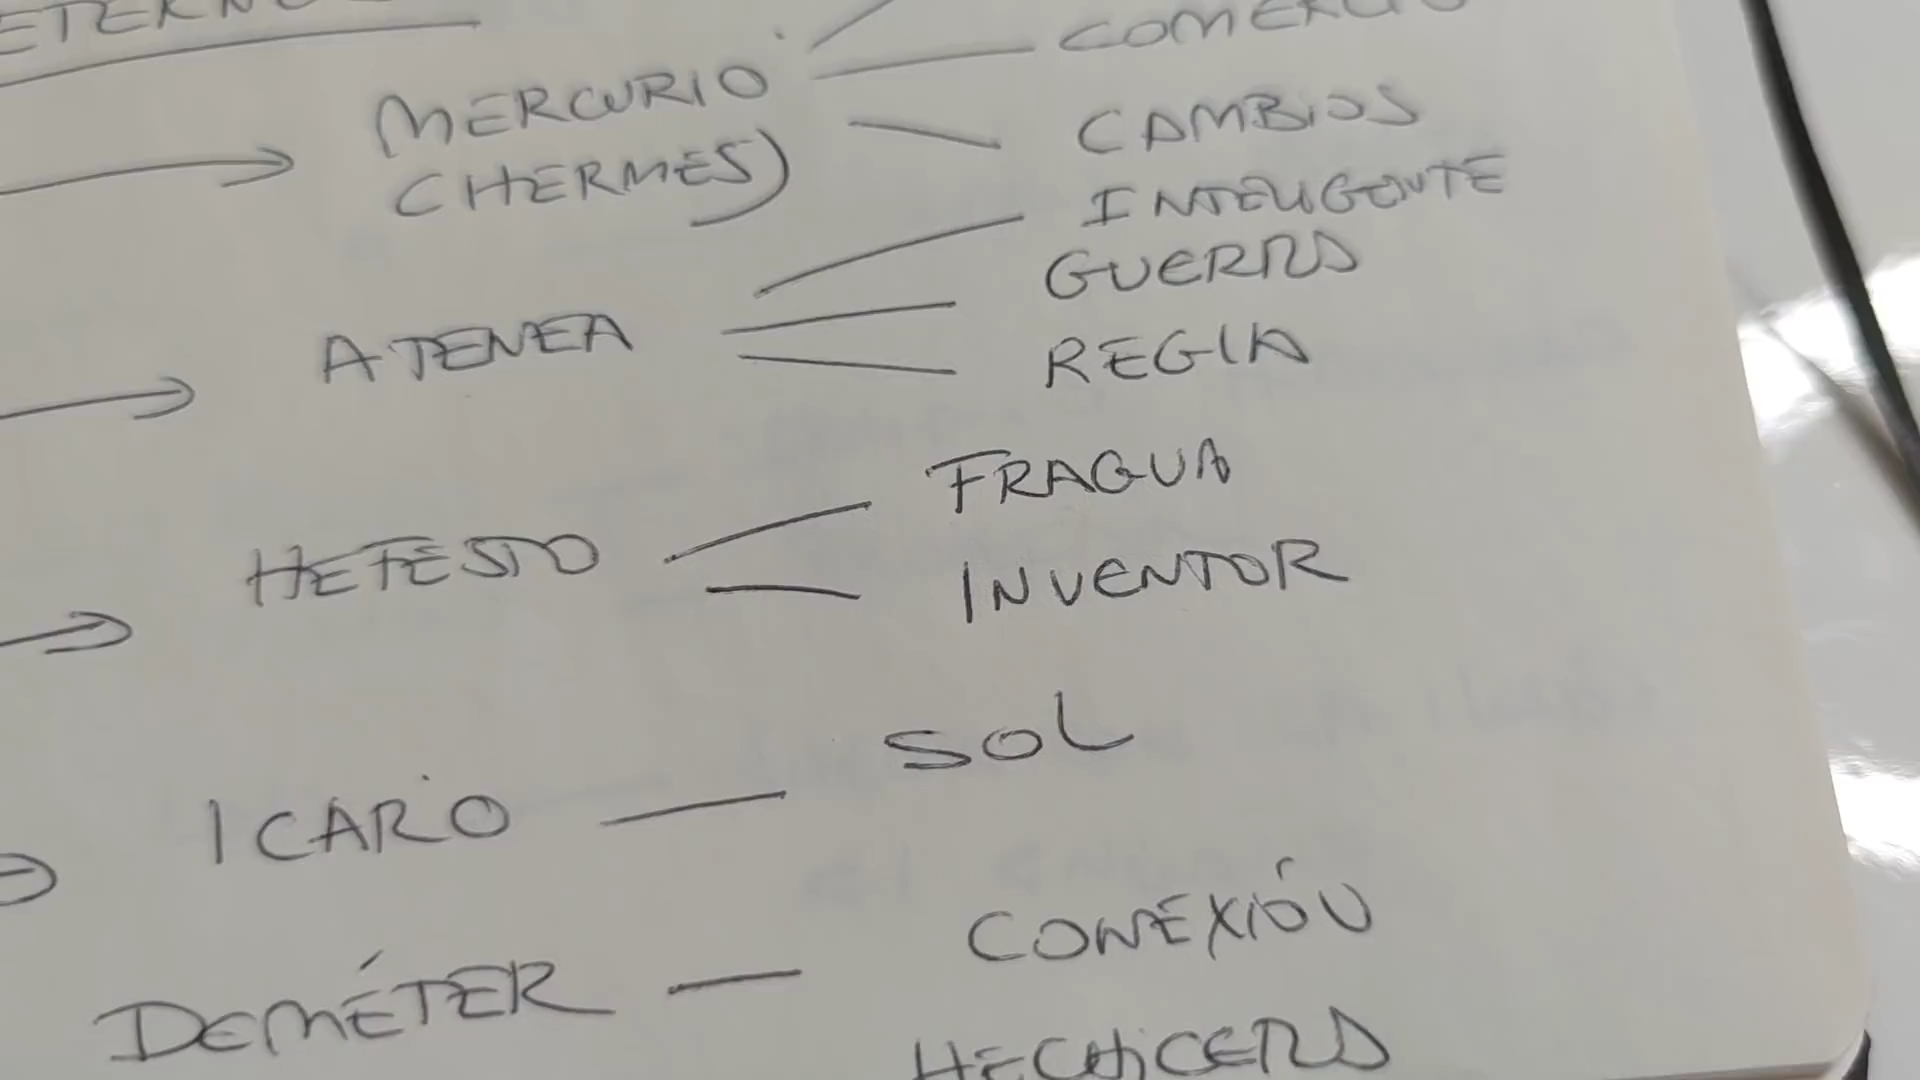 MERCURIO
(HERMES)
COMERCIO
CAMBIOS
ATENEA
INTELIGENTE
GUERRA
REGIA
HEFESTO
FRAGUA
INVENTOR
ICARO — SOL
DEMÉTER — CONEXIÓN
HECHICERA